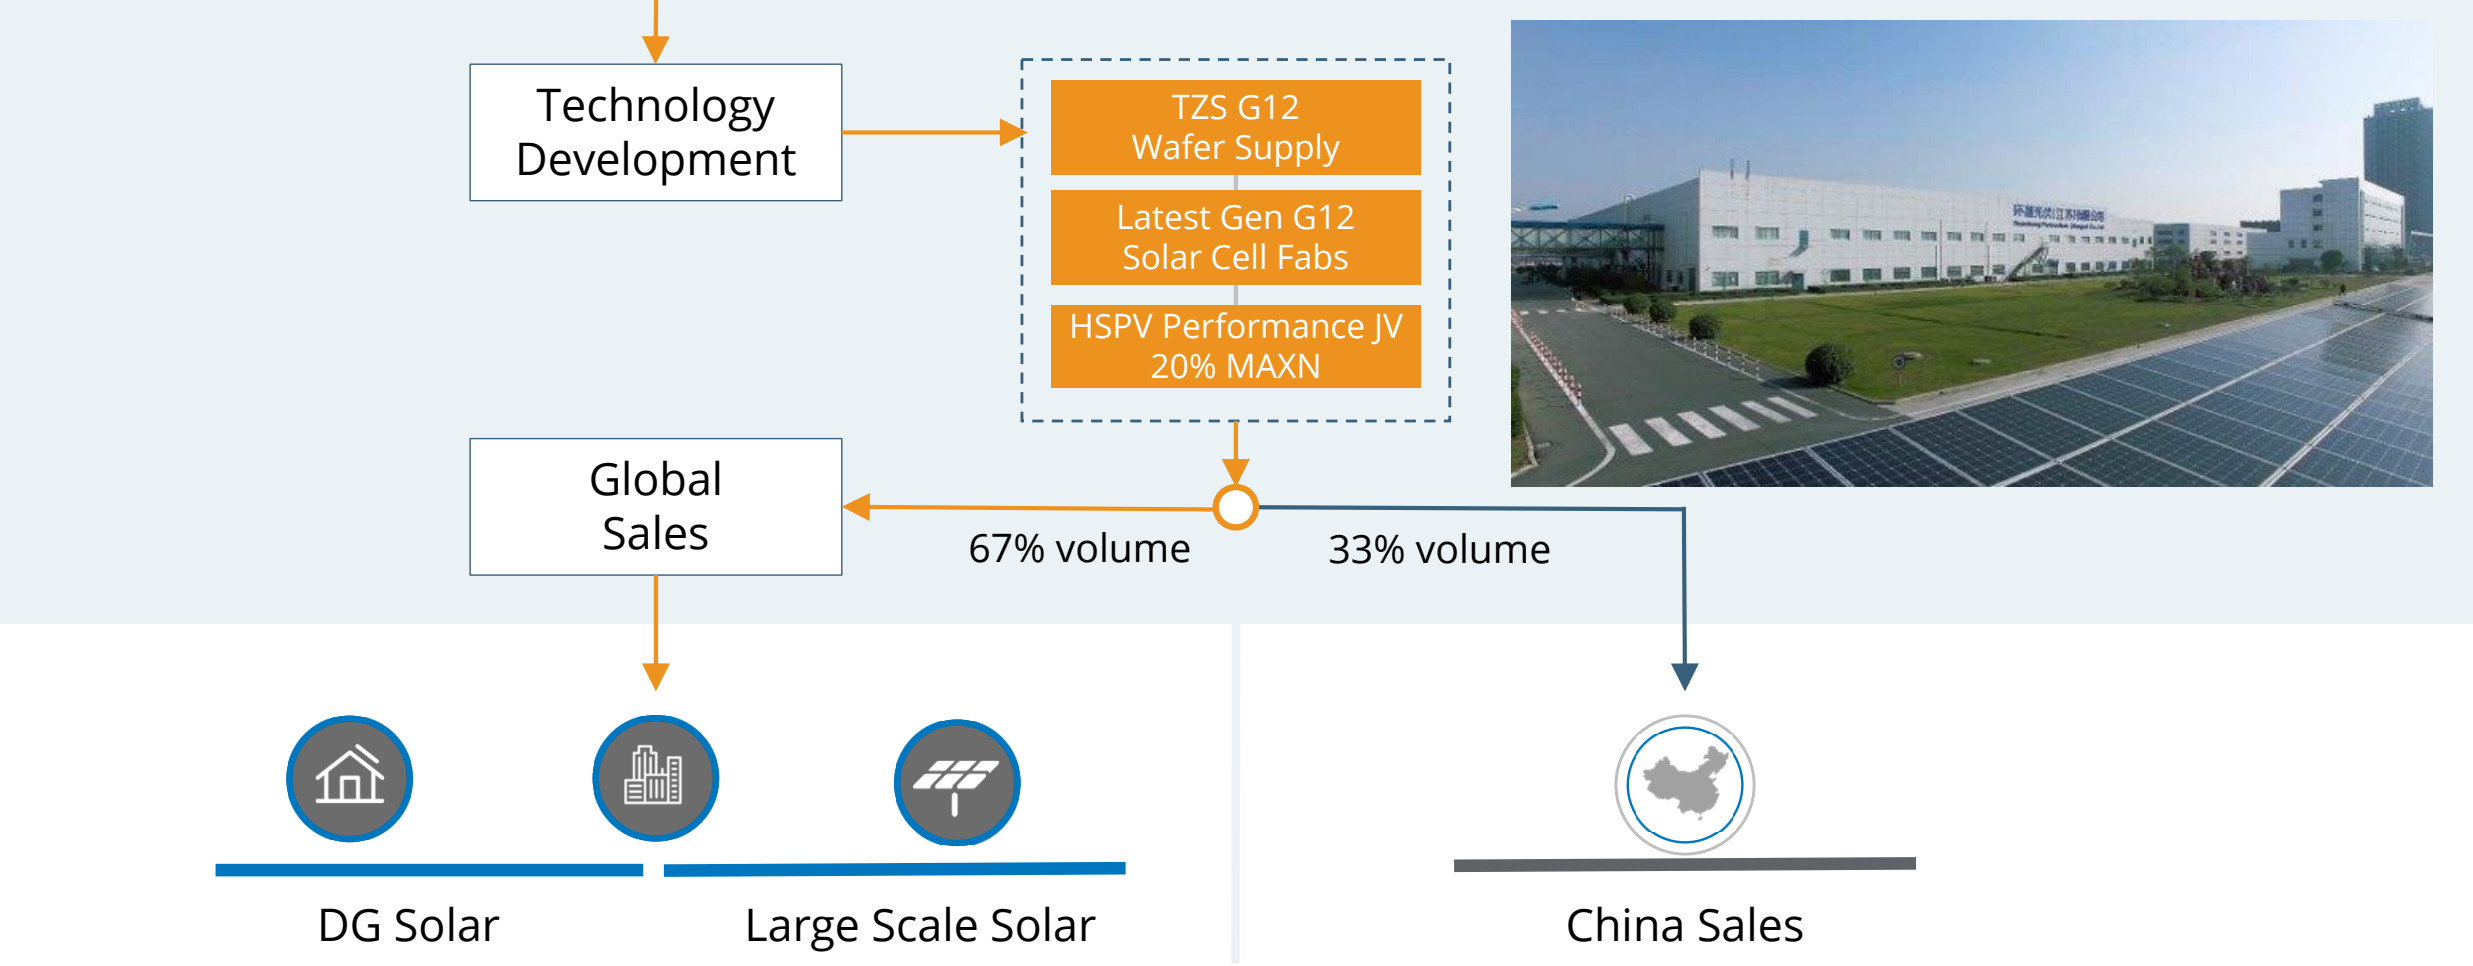 Technology
Development
TZS G12
Wafer Supply
Latest Gen G12
Solar Cell Fabs
HSPV Performance JV
20% MAXN
Global
Sales
67% volume
33% volume
DG Solar
Large Scale Solar
China Sales